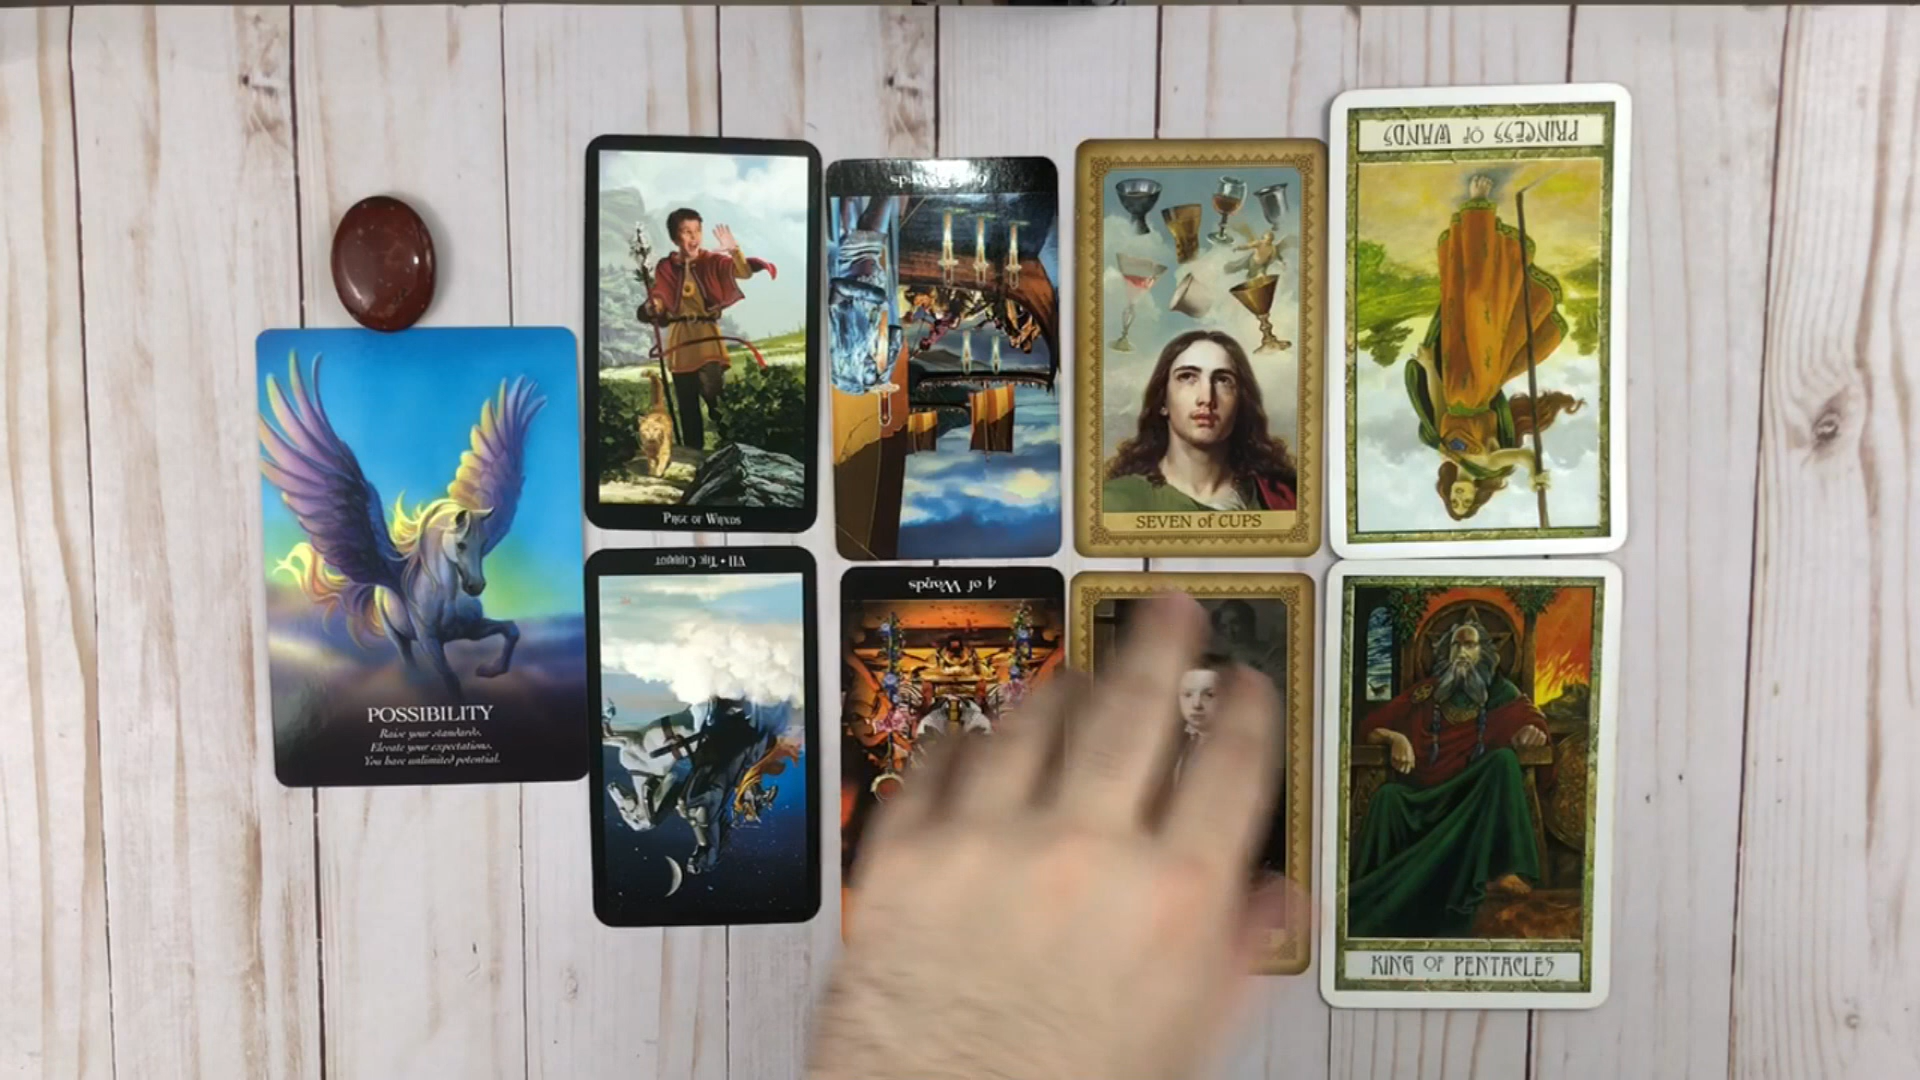 PAGE OF WANDS
SEVEN of CUPS
PRINCESS OF WANDS
POSSIBILITY
Raise your standards.
Elevate your expectations.
You have unlimited potential.
VII • THE CHARIOT
4 of Wands
KING OF PENTACLES